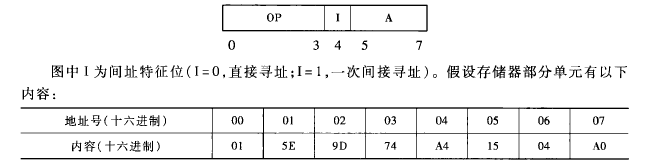 OP I A
0 3 4 5 7
图中 I 为间址特征位(I=0,直接寻址;I=1,一次间接寻址)。假设存储器部分单元有以下
内容:
地址号(十六进制) 00 01 02 03 04 05 06 07
内容(十六进制) 01 5E 9D 74 A4 15 04 A0